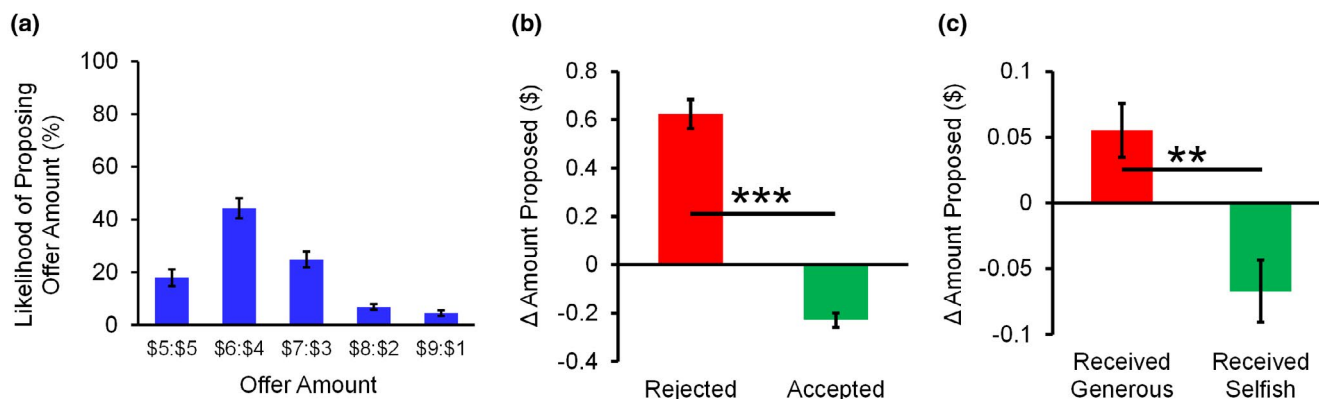 (a)
Likelihood of Proposing
Offer Amount (%)
100
80
60
40
20
0
$5:$5 $6:$4 $7:$3 $8:$2 $9:$1
Offer Amount
(b)
Δ Amount Proposed ($)
0.8
0.6
0.4
0.2
0
-0.2
-0.4
***
Rejected Accepted
(c)
Δ Amount Proposed ($)
0.1
0.05
0
-0.05
-0.1
**
Received Received
Generous Selfish